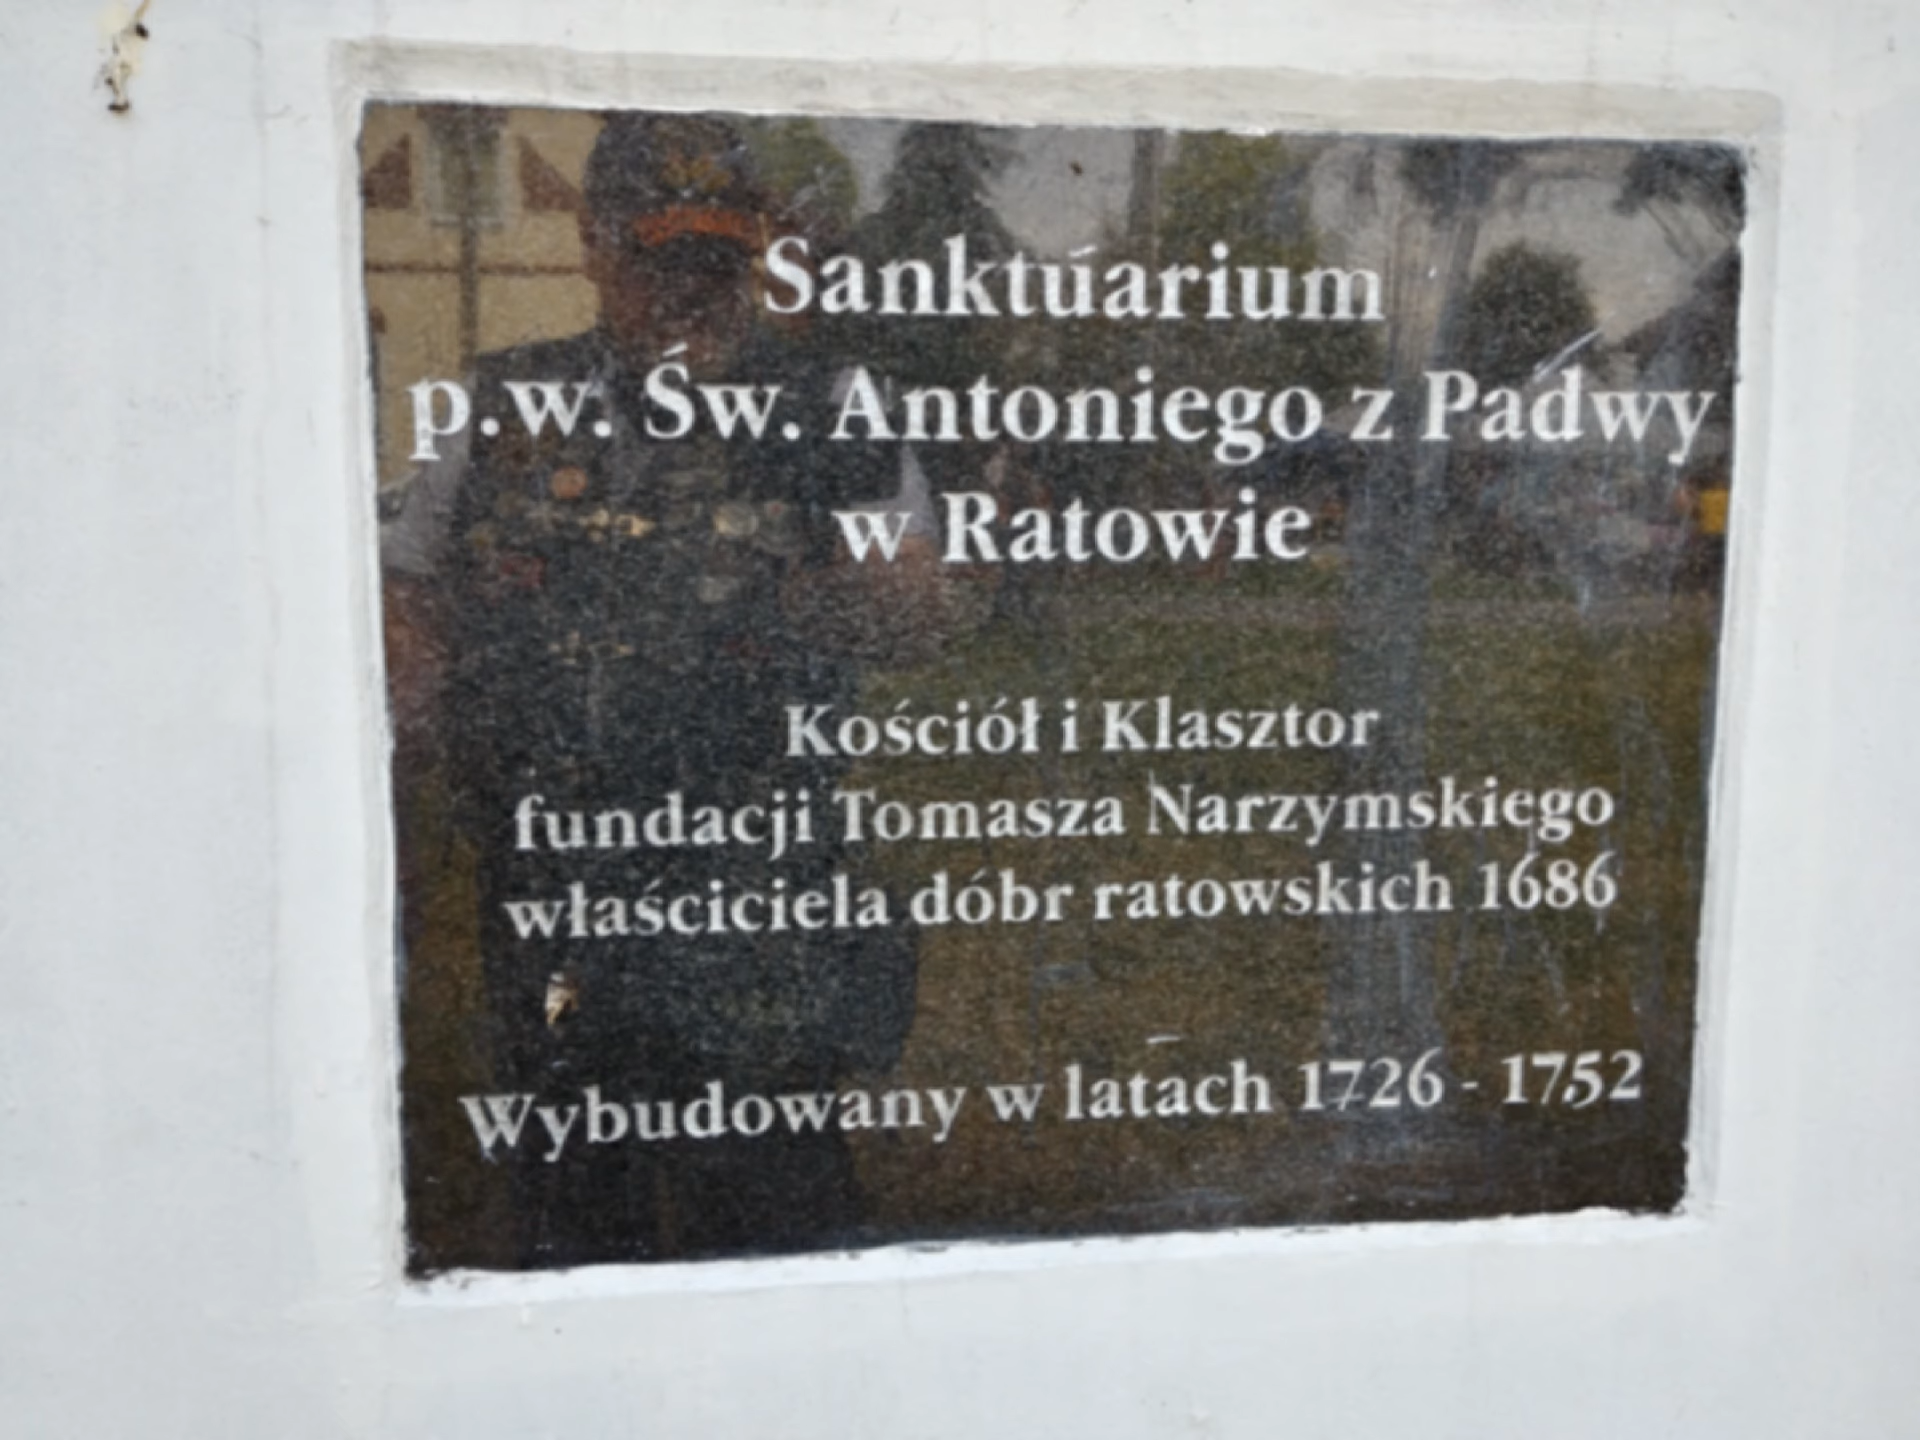 Sanktuarium
p.w. Św. Antoniego z Padwy
w Ratowie
Kościół i Klasztor
fundacji Tomasza Narzymskiego
właściciela dóbr ratowskich 1686
Wybudowany w latach 1726 - 1752